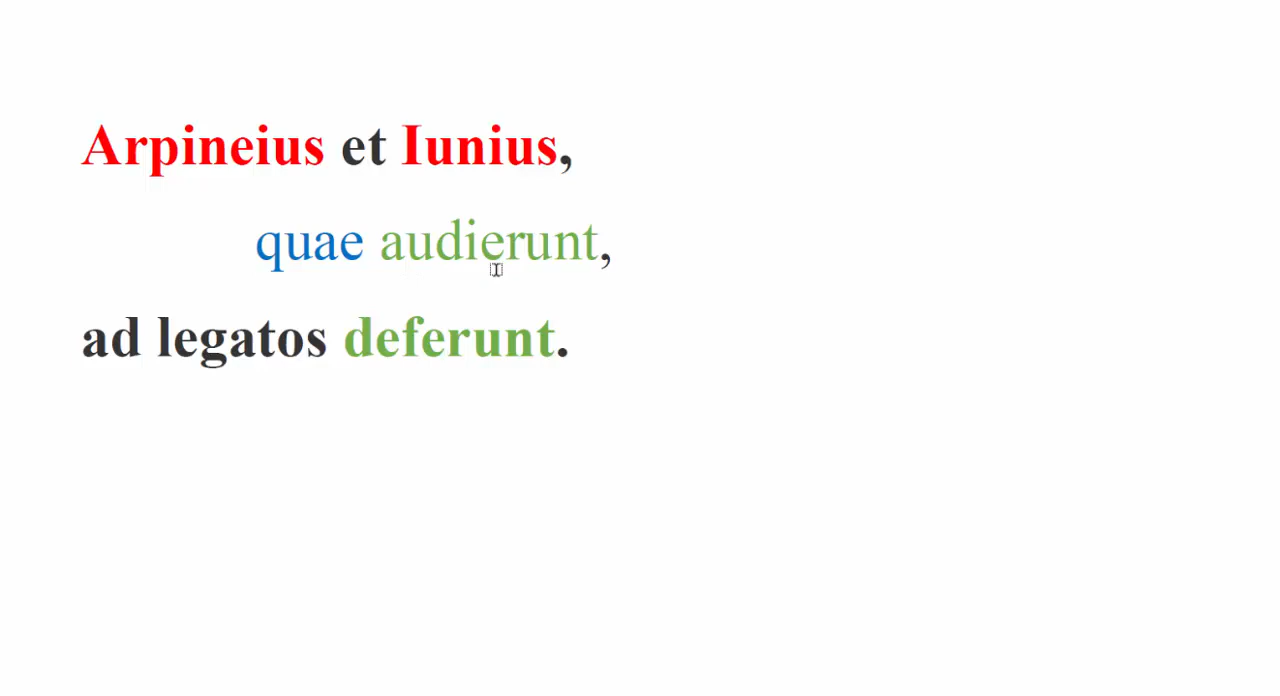 Arpineius et Iunius,
quae audierunt,
ad legatos deferunt.